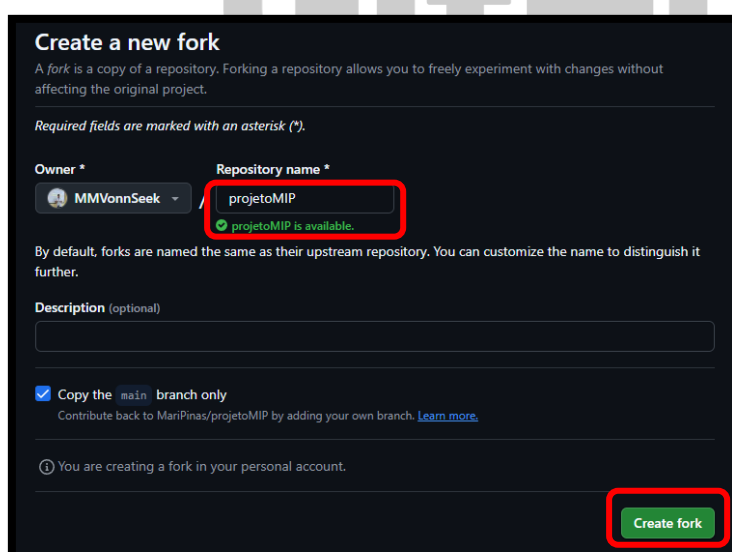 Create a new fork
A fork is a copy of a repository. Forking a repository allows you to freely experiment with changes without
affecting the original project.
Required fields are marked with an asterisk (*).
Owner * Repository name *
MMVonnSeek / projetoMIP
projetoMIP is available.
By default, forks are named the same as their upstream repository. You can customize the name to distinguish it
further.
Description (optional)
Copy the main branch only
Contribute back to MariPinas/projetoMIP by adding your own branch. Learn more.
You are creating a fork in your personal account.
Create fork